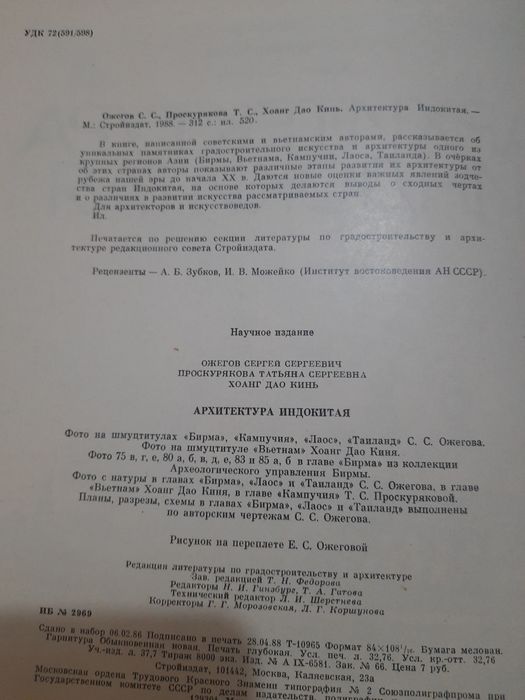 УДК 72(591/598)
Ожегов С. С., Проскурякова Т. С., Хоанг Дао Кинь. Архитектура Индокитая. —
М.: Стройиздат, 1988. — 312 с.: ил. 520.
В книге, написанной советскими и вьетнамским авторами, рассказывается об
уникальных памятниках градостроительного искусства и архитектуры одного из
крупных регионов Азии (Бирмы, Вьетнама, Кампучии, Лаоса, Таиланда). В очерках
об этих странах авторы показывают различные этапы развития их архитектуры от
рубежа нашей эры до начала XX в. Даются новые оценки важных явлений зодче-
ства стран Индокитая, на основе которых делаются выводы о сходных чертах
и о различиях в развитии искусства рассматриваемых стран.
Для архитекторов и искусствоведов.
Ил.
Печатается по решению секции литературы по градостроительству и архи-
тектуре редакционного совета Стройиздата.
Рецензенты — А. Б. Зубков, И. В. Можейко (Институт востоковедения АН СССР).
Научное издание
ОЖЕГОВ СЕРГЕЙ СЕРГЕЕВИЧ
ПРОСКУРЯКОВА ТАТЬЯНА СЕРГЕЕВНА
ХОАНГ ДАО КИНЬ
АРХИТЕКТУРА ИНДОКИТАЯ
Фото на шмуцтитулах «Бирма», «Кампучия», «Лаос», «Таиланд» С. С. Ожегова.
Фото на шмуцтитуле «Вьетнам» Хоанг Дао Киня.
Фото 75 в, г, е, 80 а, б, в, д, е, 83 и 85 а, б в главе «Бирма» из коллекции
Археологического управления Бирмы.
Фото с натуры в главах «Бирма», «Лаос» и «Таиланд» С. С. Ожегова, в главе
«Вьетнам» Хоанг Дао Киня, в главе «Кампучия» Т. С. Проскуряковой.
Планы, разрезы, схемы в главах «Бирма», «Лаос» и «Таиланд» выполнены
по авторским чертежам С. С. Ожегова.
Рисунок на переплете Е. С. Ожеговой
Редакция литературы по градостроительству и архитектуре
Зав. редакцией Т. Н. Федорова
Редакторы Н. И. Гинзбург, Т. А. Гатова
Технический редактор Л. И. Шерстнева
Корректоры Г. Г. Морозовская, Л. Г. Коршунова
ИБ № 2969
Сдано в набор 06.02.86 Подписано в печать 28.04.88 Т-10965 Формат 84×108¹/₁₆ Бумага мелован.
Гарнитура Обыкновенная новая. Печать глубокая. Усл. печ. л. 32,76. Усл. кр.-отт. 32,76
Уч.-изд. л. 37,7 Тираж 8000 экз. Изд. № А IX-6581. Зак. № 66. Цена 7 руб.
Стройиздат, 101442, Москва, Каляевская, 23а
Московская ордена Трудового Красного Знамени типография № 2 Союзполиграфпрома при
Государственном комитете СССР по делам издательств, полиграфии